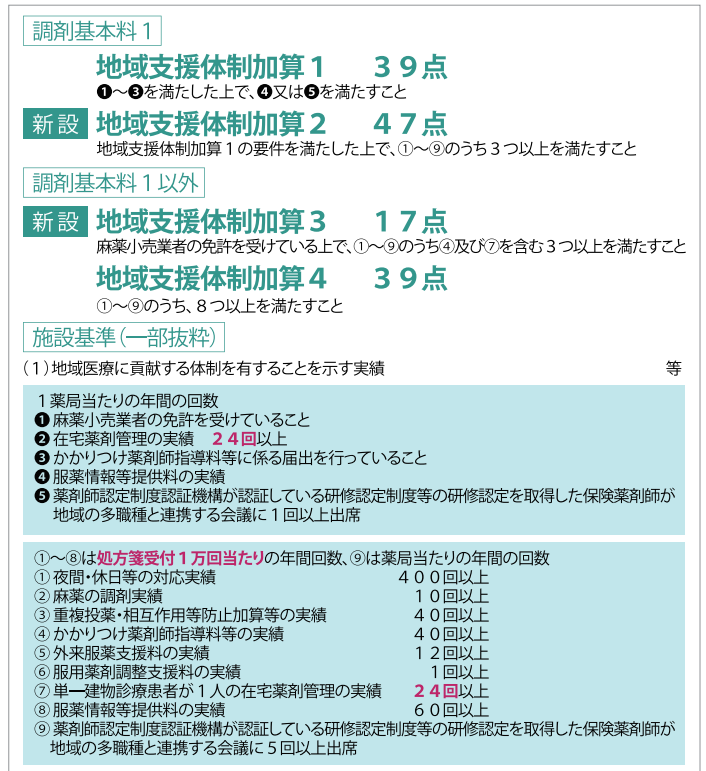 調剤基本料1
地域支援体制加算1 39点
❶～❸を満たした上で、❹又は❺を満たすこと
新設 地域支援体制加算2 47点
地域支援体制加算1の要件を満たした上で、①～⑨のうち3つ以上を満たすこと
調剤基本料1以外
新設 地域支援体制加算3 17点
麻薬小売業者の免許を受けている上で、①～⑨のうち④及び⑦を含む3つ以上を満たすこと
地域支援体制加算4 39点
①～⑨のうち、8つ以上を満たすこと
施設基準（一部抜粋）
（1）地域医療に貢献する体制を有することを示す実績 等
1薬局当たりの年間の回数
❶ 麻薬小売業者の免許を受けていること
❷ 在宅薬剤管理の実績 24回以上
❸ かかりつけ薬剤師指導料等に係る届出を行っていること
❹ 服薬情報等提供料の実績
❺ 薬剤師認定制度認証機構が認証している研修認定制度等の研修認定を取得した保険薬剤師が
地域の多職種と連携する会議に1回以上出席
①～⑧は処方箋受付1万回当たりの年間回数、⑨は薬局当たりの年間の回数
① 夜間・休日等の対応実績 400回以上
② 麻薬の調剤実績 10回以上
③ 重複投薬・相互作用等防止加算等の実績 40回以上
④ かかりつけ薬剤師指導料等の実績 40回以上
⑤ 外来服薬支援料の実績 12回以上
⑥ 服用薬剤調整支援料の実績 1回以上
⑦ 単一建物診療患者が1人の在宅薬剤管理の実績 24回以上
⑧ 服薬情報等提供料の実績 60回以上
⑨ 薬剤師認定制度認証機構が認証している研修認定制度等の研修認定を取得した保険薬剤師が
地域の多職種と連携する会議に5回以上出席